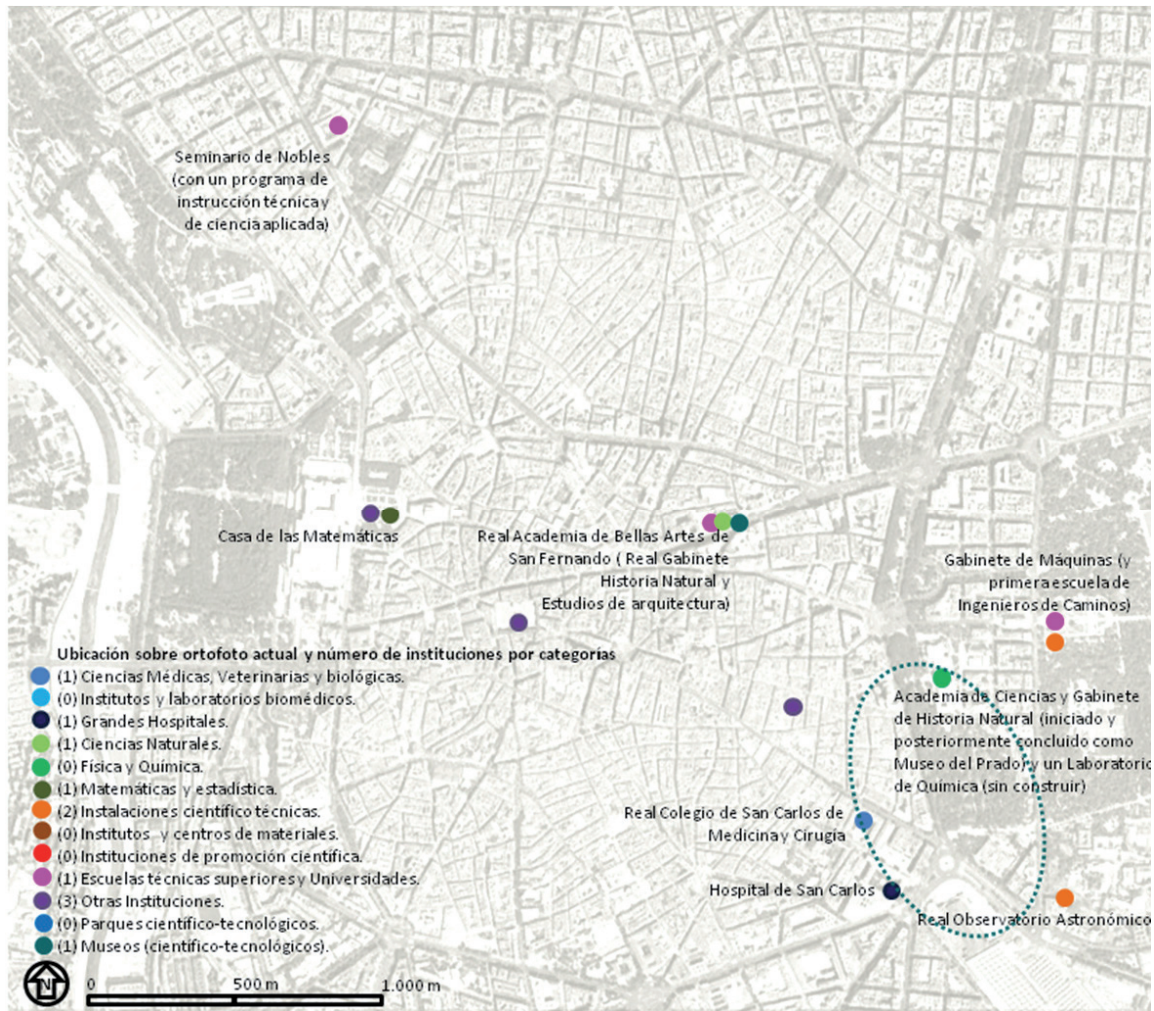 Seminario de Nobles
(con un programa de
instrucción técnica y
de ciencia aplicada)
Casa de las Matemáticas
Real Academia de Bellas Artes de
San Fernando ( Real Gabinete
Historia Natural y
Estudios de arquitectura)
Gabinete de Máquinas (y
primera escuela de
Ingenieros de Caminos)
Academia de Ciencias y Gabinete
de Historia Natural (iniciado y
posteriormente concluido como
Museo del Prado) y un Laboratorio
de Química (sin construir)
Real Colegio de San Carlos de
Medicina y Cirugía
Hospital de San Carlos
Real Observatorio Astronómico
Ubicación sobre ortofoto actual y número de instituciones por categorías
(1) Ciencias Médicas, Veterinarias y biológicas.
(0) Institutos y laboratorios biomédicos.
(1) Grandes Hospitales.
(1) Ciencias Naturales.
(0) Física y Química.
(1) Matemáticas y estadística.
(2) Instalaciones científico técnicas.
(0) Institutos y centros de materiales.
(0) Instituciones de promoción científica.
(1) Escuelas técnicas superiores y Universidades.
(3) Otras Instituciones.
(0) Parques científico-tecnológicos.
(1) Museos (científico-tecnológicos).
N
0 500 m 1.000 m